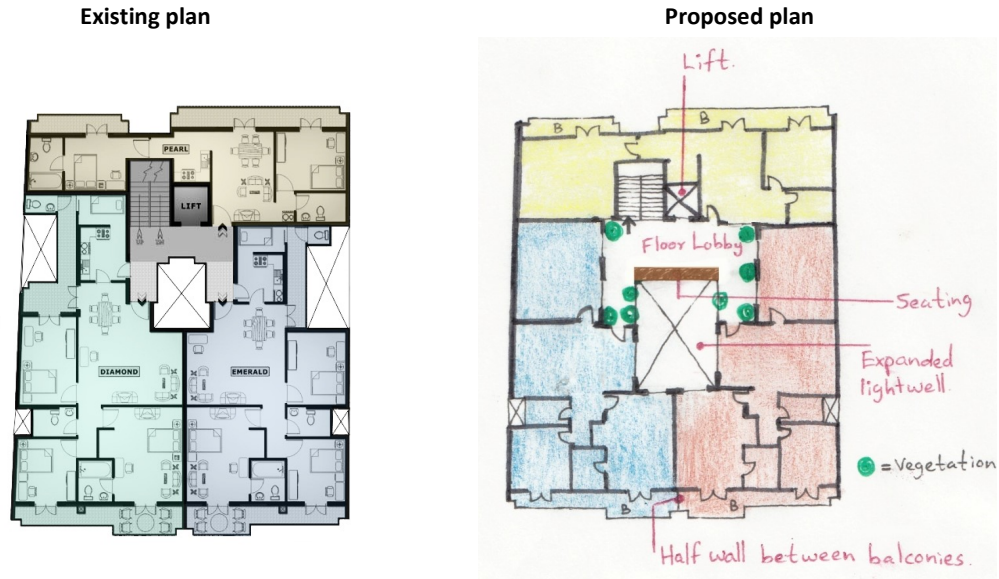 Existing plan
Proposed plan
PEARL
LIFT
DIAMOND
EMERALD
Lift.
B
B
Floor Lobby
Seating
Expanded
lightwell.
= Vegetation
B
B
Half wall between balconies.